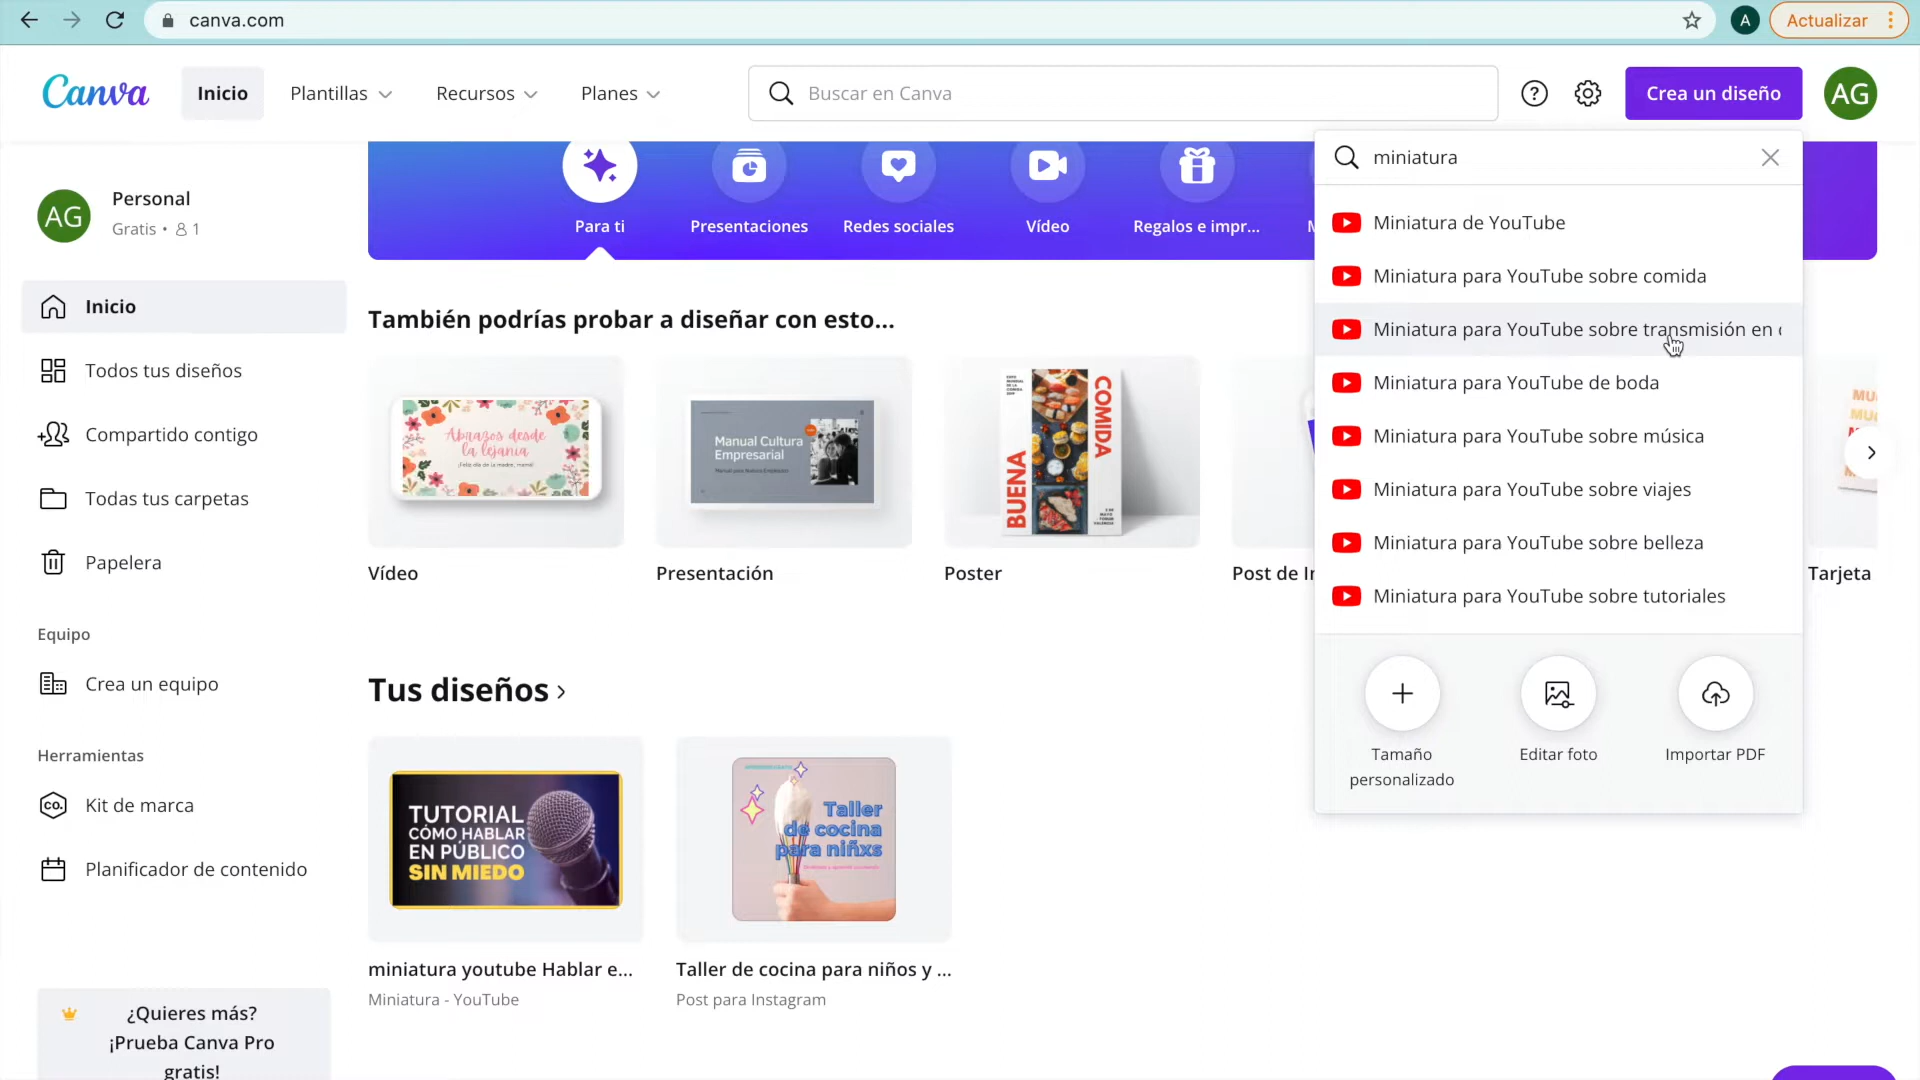 canva.com
A
Actualizar
Canva
Inicio
Plantillas
Recursos
Planes
Buscar en Canva
Crea un diseño
AG
miniatura
AG
Personal
Gratis • 1
Para ti
Presentaciones
Redes sociales
Vídeo
Regalos e impr...
Miniatura de YouTube
Miniatura para YouTube sobre comida
Miniatura para YouTube sobre transmisión en
Miniatura para YouTube de boda
Miniatura para YouTube sobre música
Miniatura para YouTube sobre viajes
Miniatura para YouTube sobre belleza
Miniatura para YouTube sobre tutoriales
Tamaño
personalizado
Editar foto
Importar PDF
Inicio
Todos tus diseños
Compartido contigo
Todas tus carpetas
Papelera
Equipo
Crea un equipo
Herramientas
co.
Kit de marca
Planificador de contenido
¿Quieres más?
¡Prueba Canva Pro
gratis!
También podrías probar a diseñar con esto...
Abrazos desde
la lejanía
¡Feliz día de la madre, mamá!
Manual Cultura
Empresarial
BUENA
COMIDA
Vídeo
Presentación
Poster
Post de
Tarjeta
Tus diseños
TUTORIAL
CÓMO HABLAR
EN PÚBLICO
SIN MIEDO
Taller
de cocina
para niñxs
miniatura youtube Hablar e...
Miniatura - YouTube
Taller de cocina para niños y ...
Post para Instagram